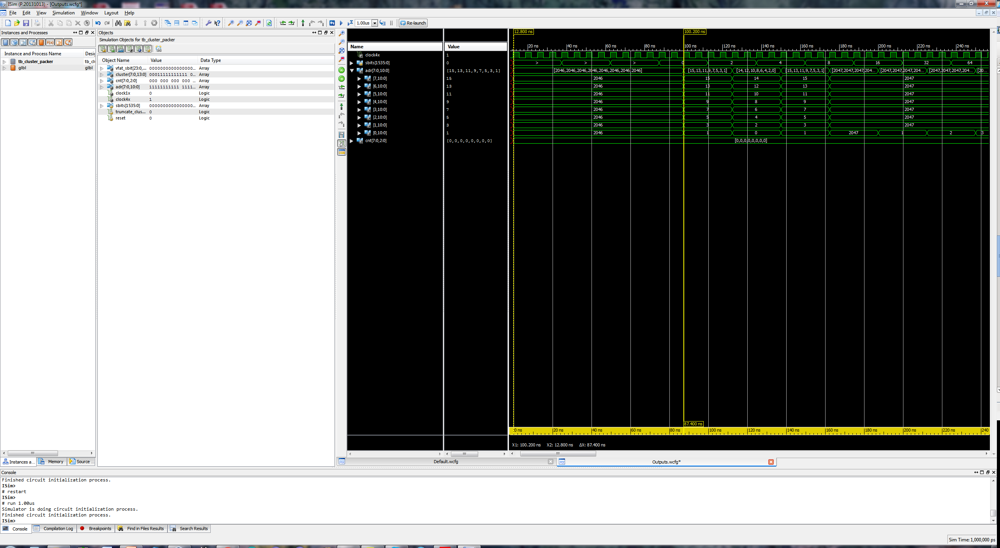 ISim (P.20131013) - [Outputs.wcfg*]
File Edit View Simulation Window Layout Help
1.00us Re-launch
Instances and Processes
Instance and Process Name Desig
tb_cluster_packer tb_cl
glbl glbl
Instances a... Memory Source ...
Objects
Simulation Objects for tb_cluster_packer
Object Name Value Data Type
vfat_sbit[23:0,... 0000000000000000... Array
cluster[7:0,13:0] 00011111111111 0... Array
cnt[7:0,2:0] 000 000 000 000 ... Array
adr[7:0,10:0] 11111111111 1111... Array
clock1x 0 Logic
clock4x 1 Logic
sbits[1535:0] 0000000000000000... Array
truncate_clus... 0 Logic
reset 0 Logic
Name Value
clock4x 1
sbits[1535:0] 0
adr[7:0,10:0] [15,13,11,9,7,5,3,1]
[7,10:0] 15
[6,10:0] 13
[5,10:0] 11
[4,10:0] 9
[3,10:0] 7
[2,10:0] 5
[1,10:0] 3
[0,10:0] 1
cnt[7:0,2:0] [0,0,0,0,0,0,0,0]
12.800 ns 100.200 ns
20 ns 40 ns 60 ns 80 ns 100 ns 120 ns 140 ns 160 ns 180 ns 200 ns 220 ns 240 ns
> > > 0 2 4 8 16 32 64
[2046,2046,2046,2046,2046,2046,2046,2046] [15,13,11,9,7,5,3,1] [14,12,10,8,6,4,2,0] [15,13,11,9,7,5,3,1] [2047,2047,2047,204... [2047,2047,2047,204... [2047,2047,2047,204... [20...
2046 15 14 15 2047
2046 13 12 13 2047
2046 11 10 11 2047
2046 9 8 9 2047
2046 7 6 7 2047
2046 5 4 5 2047
2046 3 2 3 2047
2046 1 0 1 2047 1 2 3
[0,0,0,0,0,0,0,0]
87.400 ns
0 ns 20 ns 40 ns 60 ns 80 ns 100 ns 120 ns 140 ns 160 ns 180 ns 200 ns 220 ns 240
X1: 100.200 ns X2: 12.800 ns ΔX: 87.400 ns
Default.wcfg Outputs.wcfg*
Console
Finished circuit initialization process.
ISim>
# restart
ISim>
# run 1.00us
Simulator is doing circuit initialization process.
Finished circuit initialization process.
ISim>
Console Compilation Log Breakpoints Find in Files Results Search Results
Sim Time: 1,000,000 ps